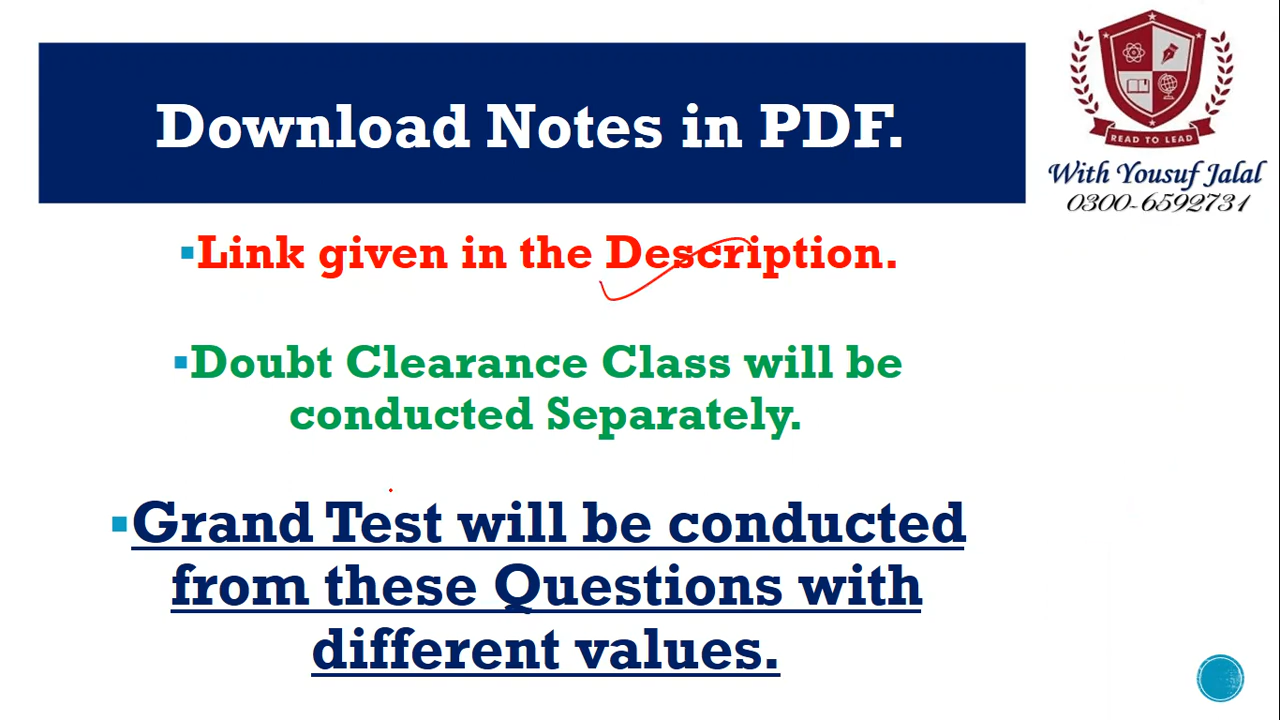 Download Notes in PDF.
READ TO LEAD
With Yousuf Jalal
0300-6592731
▪Link given in the Description.
▪Doubt Clearance Class will be
conducted Separately.
▪Grand Test will be conducted
from these Questions with
different values.